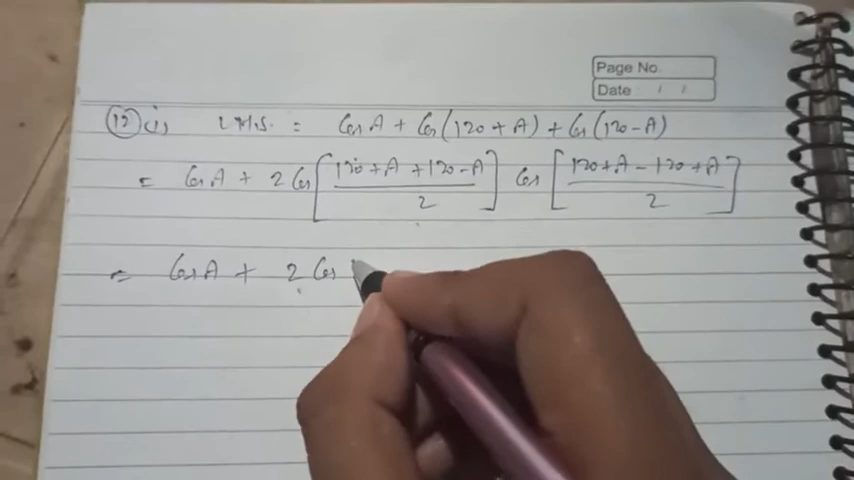 Page No.
Date / /
(12) (i) L.H.S. = Cos A + Cos (120 + A) + Cos (120 - A)
= Cos A + 2 Cos [(120 + A + 120 - A)/2] Cos [(120 + A - 120 + A)/2]
= Cos A + 2 Cos